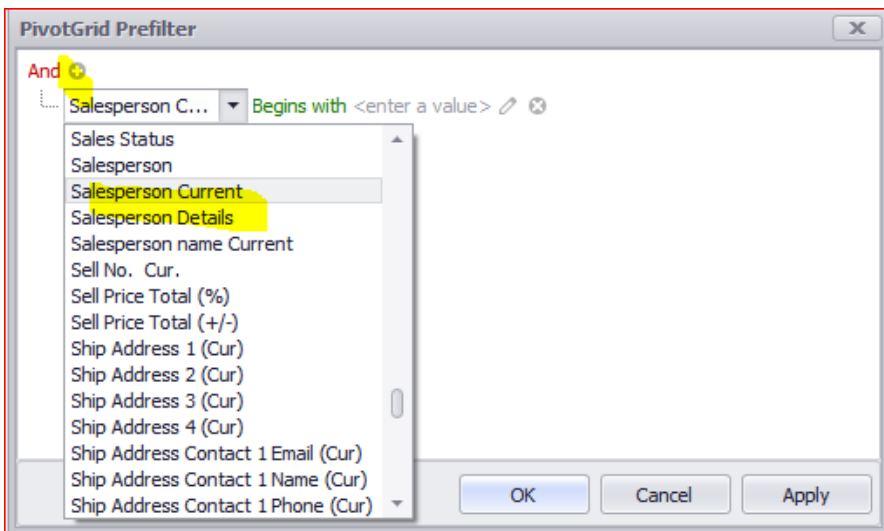 PivotGrid Prefilter
And
Salesperson C... Begins with <enter a value>
Sales Status
Salesperson
Salesperson Current
Salesperson Details
Salesperson name Current
Sell No. Cur.
Sell Price Total (%)
Sell Price Total (+/-)
Ship Address 1 (Cur)
Ship Address 2 (Cur)
Ship Address 3 (Cur)
Ship Address 4 (Cur)
Ship Address Contact 1 Email (Cur)
Ship Address Contact 1 Name (Cur)
Ship Address Contact 1 Phone (Cur)
OK Cancel Apply